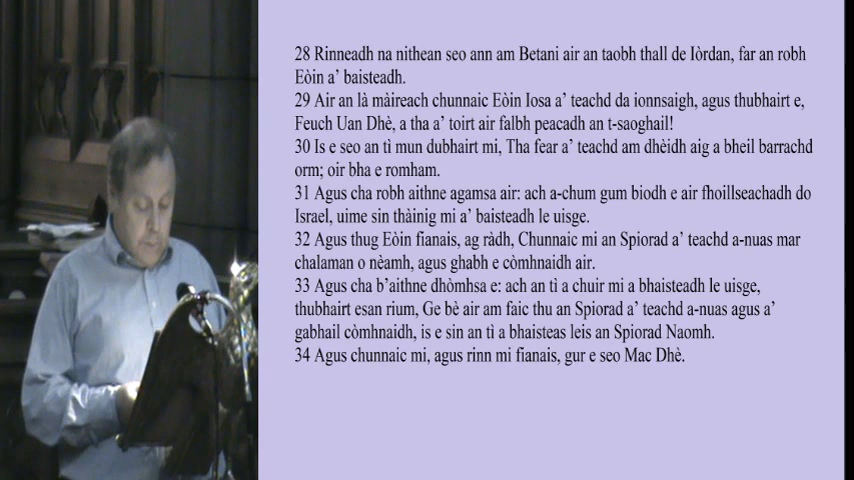 28 Rinneadh na nithean seo ann am Betani air an taobh thall de Iòrdan, far an robh
Eòin a’ baisteadh.
29 Air an là màireach chunnaic Eòin Iosa a’ teachd da ionnsaigh, agus thubhairt e,
Feuch Uan Dhè, a tha a’ toirt air falbh peacadh an t-saoghail!
30 Is e seo an tì mun dubhairt mi, Tha fear a’ teachd am dhèidh aig a bheil barrachd
orm; oir bha e romham.
31 Agus cha robh aithne agamsa air: ach a-chum gum biodh e air fhoillseachadh do
Israel, uime sin thàinig mi a’ baisteadh le uisge.
32 Agus thug Eòin fianais, ag ràdh, Chunnaic mi an Spiorad a’ teachd a-nuas mar
chalaman o nèamh, agus ghabh e còmhnaidh air.
33 Agus cha b’aithne dhòmhsa e: ach an tì a chuir mi a bhaisteadh le uisge,
thubhairt esan rium, Ge bè air am faic thu an Spiorad a’ teachd a-nuas agus a’
gabhail còmhnaidh, is e sin an tì a bhaisteas leis an Spiorad Naomh.
34 Agus chunnaic mi, agus rinn mi fianais, gur e seo Mac Dhè.